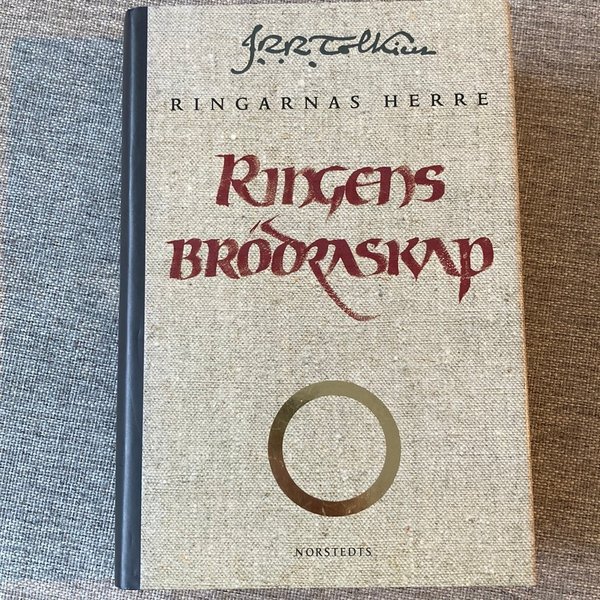 J.R.R. Tolkien
RINGARNAS HERRE
RINGENS
BRÖDRASKAP
NORSTEDTS